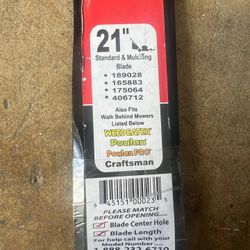 21"
Standard & Mulching
Blade
• 189028
• 165883
• 175064
• 406712
Also Fits
Walk Behind Mowers
Listed Below
WEED EATER
Poulan
Poulan PRO
Craftsman
6 45151 00023 5
PLEASE MATCH
BEFORE OPENING....
Blade Center Hole
Blade Length
For help call with your
Model Number....